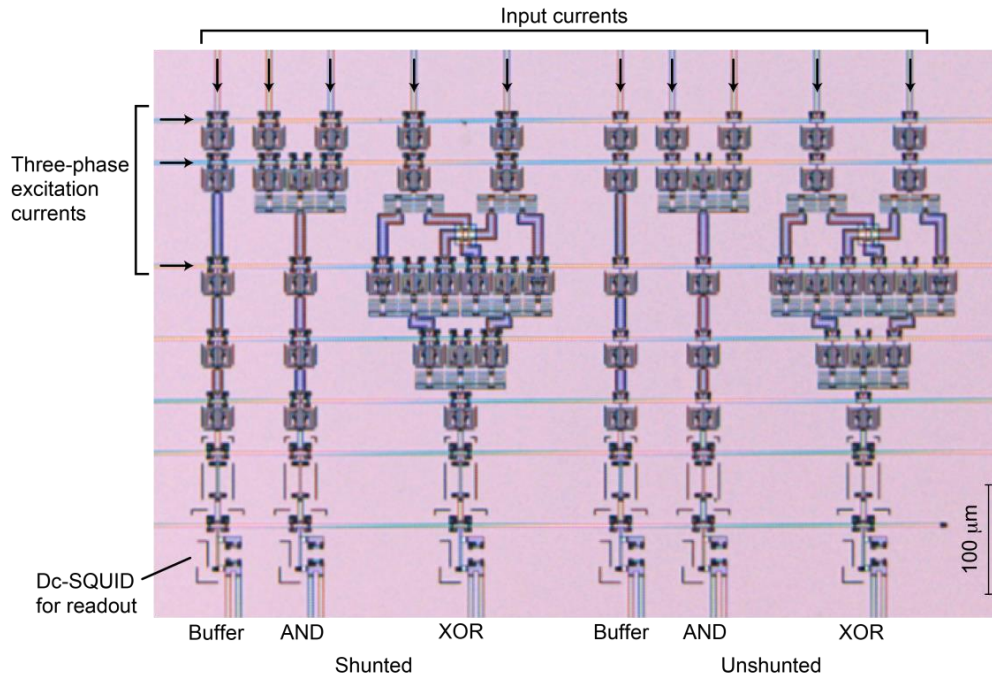 Input currents
Three-phase
excitation
currents
100 µm
Dc-SQUID
for readout
Buffer AND XOR Buffer AND XOR
Shunted Unshunted